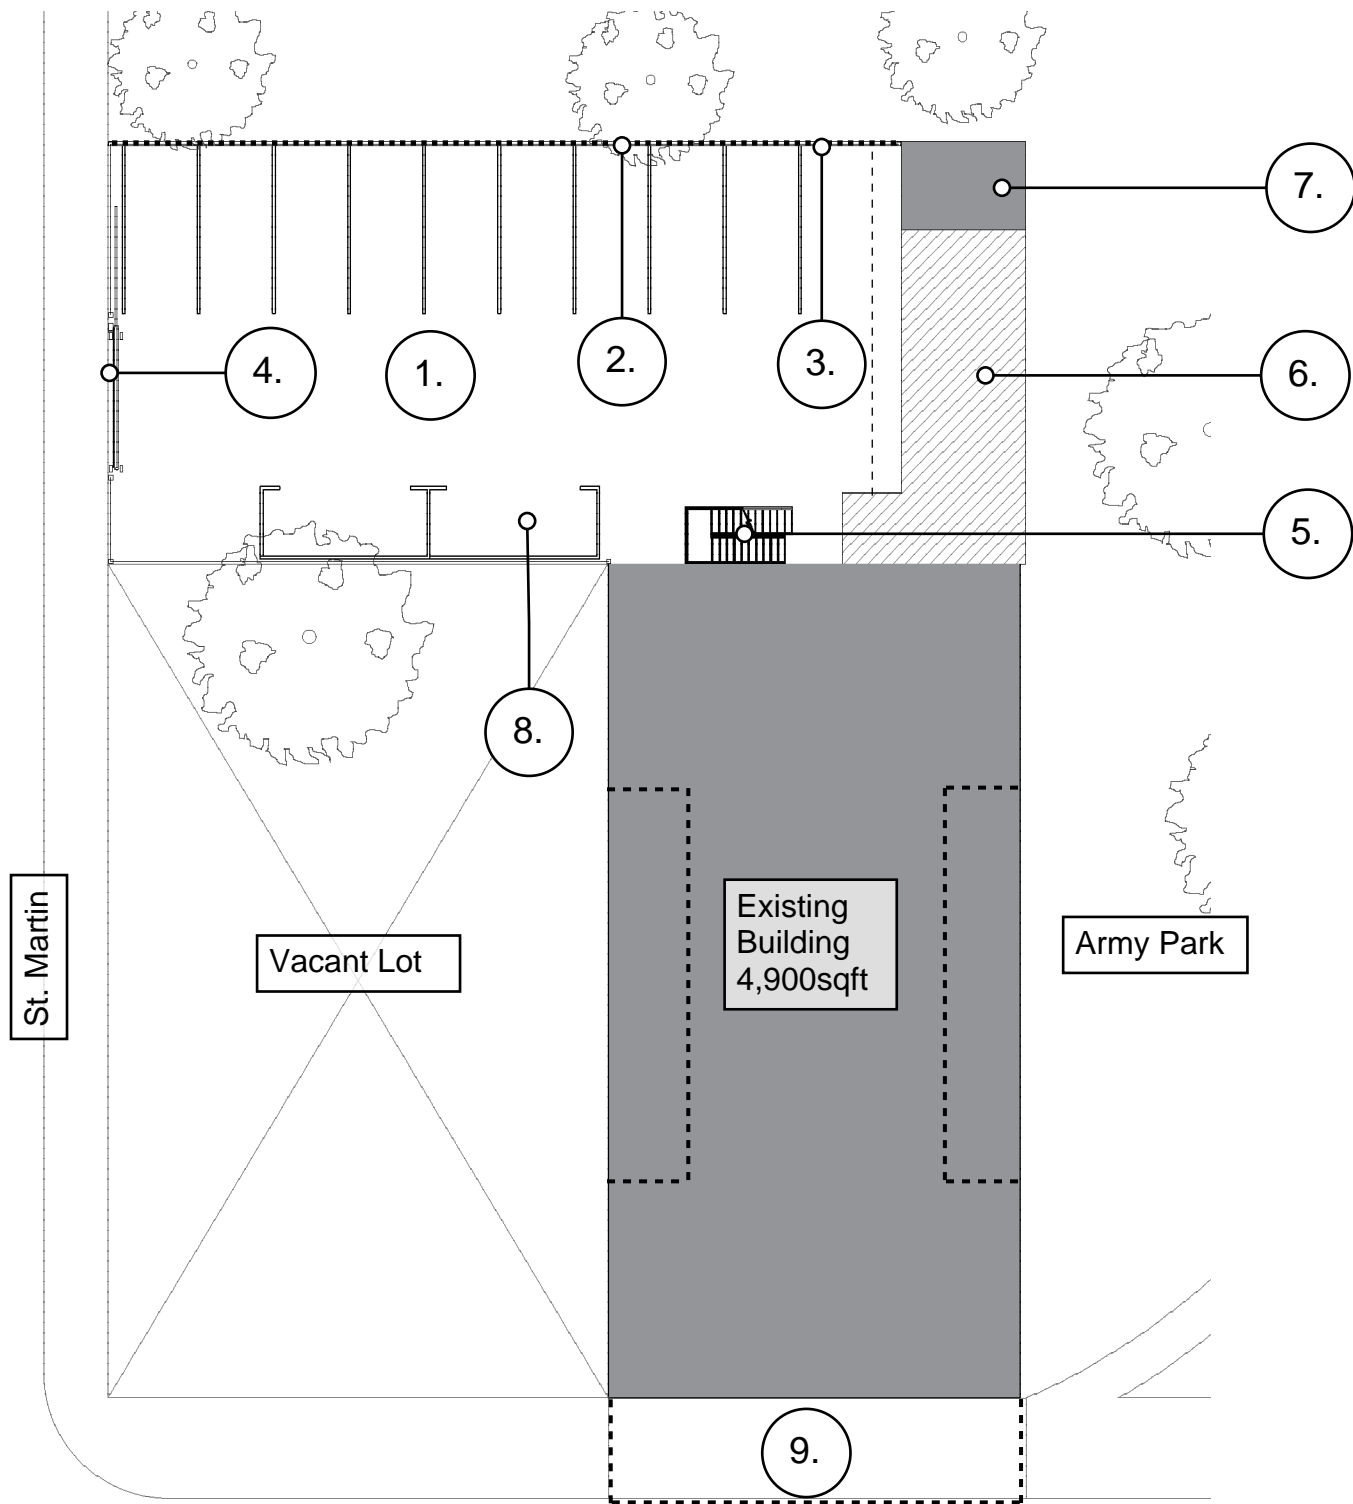 7.
4.
1.
2.
3.
6.
5.
8.
Existing
Building
4,900sqft
St. Martin
Vacant Lot
Army Park
9.